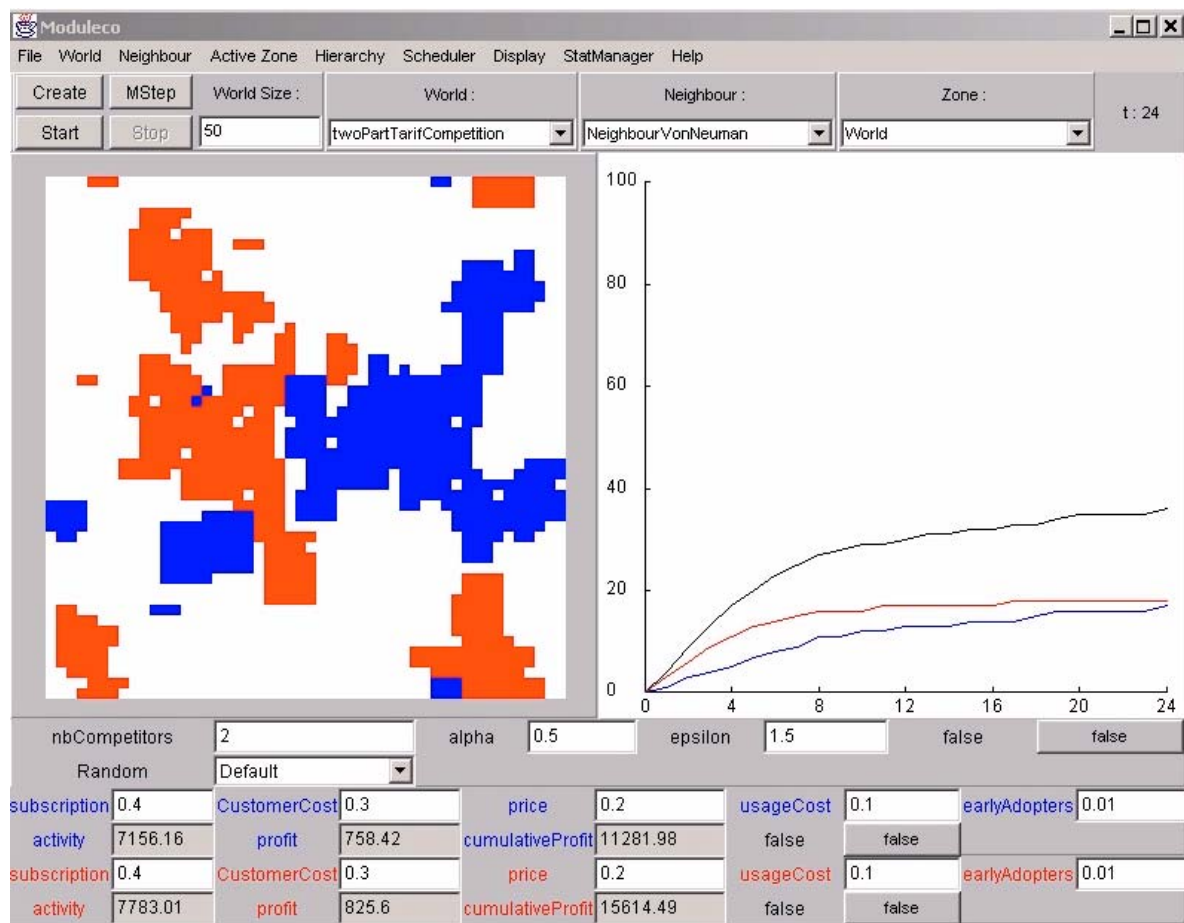 Moduleco
File World Neighbour Active Zone Hierarchy Scheduler Display StatManager Help
Create MStep World Size : World : Neighbour : Zone : t : 24
Start Stop 50 twoPartTarifCompetition NeighbourVonNeuman World
100
80
60
40
20
0
0 4 8 12 16 20 24
nbCompetitors 2 alpha 0.5 epsilon 1.5 false false
Random Default
subscription 0.4 CustomerCost 0.3 price 0.2 usageCost 0.1 earlyAdopters 0.01
activity 7156.16 profit 758.42 cumulativeProfit 11281.98 false false
subscription 0.4 CustomerCost 0.3 price 0.2 usageCost 0.1 earlyAdopters 0.01
activity 7783.01 profit 825.6 cumulativeProfit 15614.49 false false